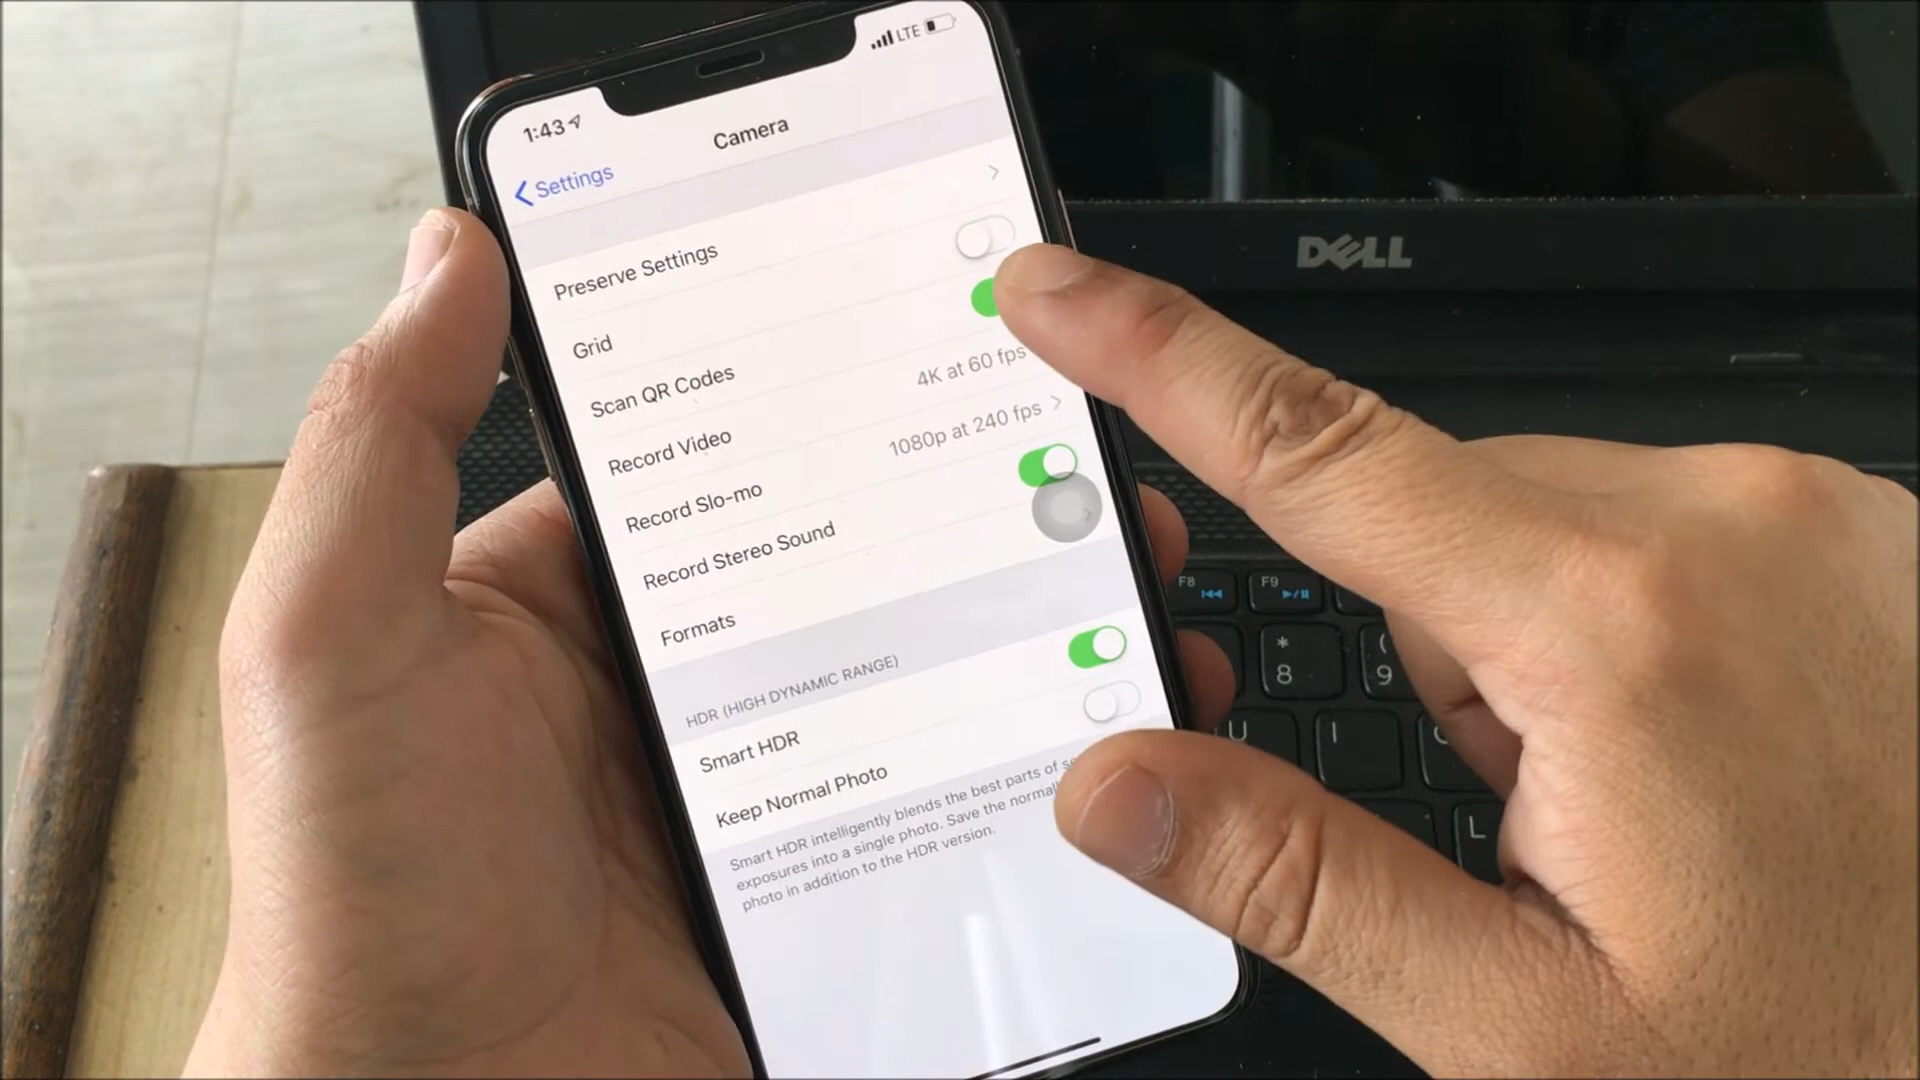 1:43
LTE
Camera
Settings
Preserve Settings
Grid
Scan QR Codes
Record Video 4K at 60 fps
Record Slo-mo 1080p at 240 fps
Record Stereo Sound
Formats
HDR (HIGH DYNAMIC RANGE)
Smart HDR
Keep Normal Photo
Smart HDR intelligently blends the best parts of
exposures into a single photo. Save the
photo in addition to the HDR version.
DELL
F8
F9
*
8
(
9
U
I
L